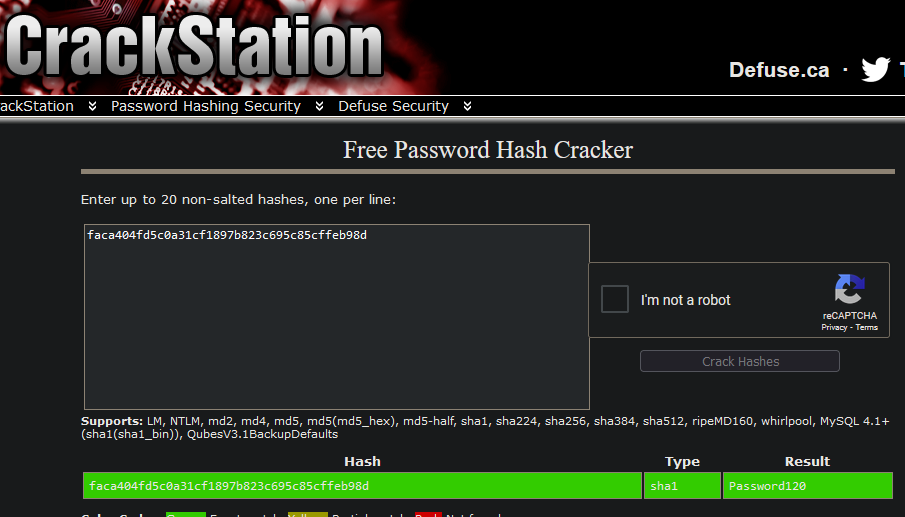 CrackStation
Defuse.ca ·
ackStation Password Hashing Security Defuse Security
Free Password Hash Cracker
Enter up to 20 non-salted hashes, one per line:
faca404fd5c0a31cf1897b823c695c85cffeb98d
I'm not a robot
reCAPTCHA
Privacy - Terms
Crack Hashes
Supports: LM, NTLM, md2, md4, md5, md5(md5_hex), md5-half, sha1, sha224, sha256, sha384, sha512, ripeMD160, whirlpool, MySQL 4.1+
(sha1(sha1_bin)), QubesV3.1BackupDefaults
Hash Type Result
faca404fd5c0a31cf1897b823c695c85cffeb98d sha1 Password120